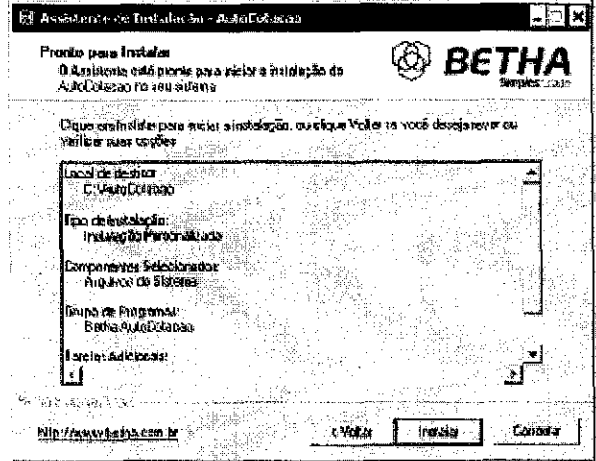 Assistente de Instalação - AutoCotacao
Pronto para Instalar
O Assistente está pronto para iniciar a instalação do
AutoCotacao no seu sistema
BETHA
Clique em Instalar para iniciar a instalação, ou clique Voltar se você deseja rever ou
verificar suas opções
Local de destino:
C:\AutoCotacao
Tipo de Instalação:
Instalação Personalizada
Componentes Selecionados:
Arquivos do Sistema
Grupo de Programas:
Betha AutoCotacao
Tarefas Adicionais:
http://www.betha.com.br
< Voltar
Instalar
Cancelar